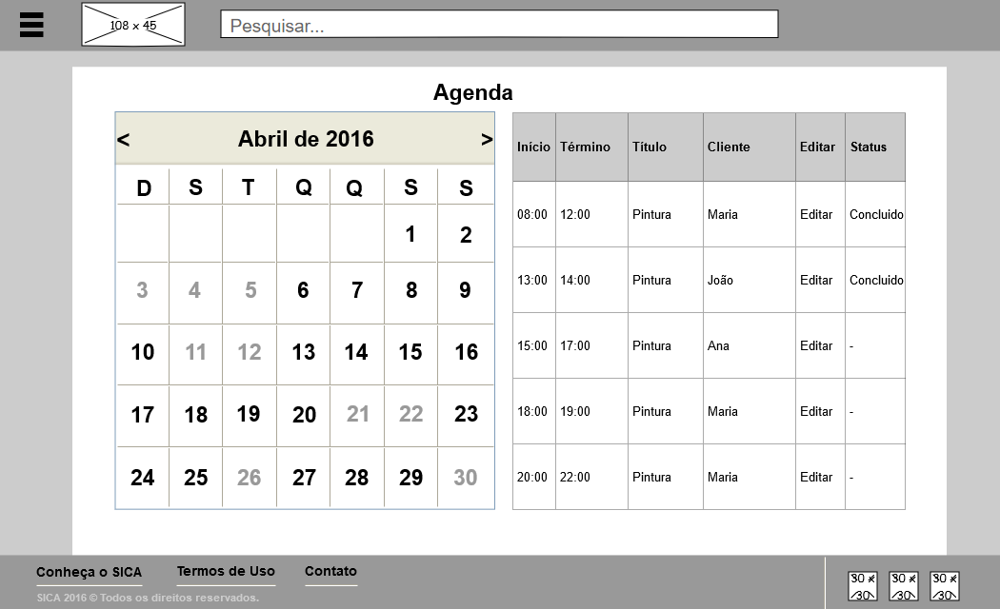 108 x 45
Pesquisar...
Agenda
< Abril de 2016 >
D S T Q Q S S
1 2
3 4 5 6 7 8 9
10 11 12 13 14 15 16
17 18 19 20 21 22 23
24 25 26 27 28 29 30
Início Término Título Cliente Editar Status
08:00 12:00 Pintura Maria Editar Concluido
13:00 14:00 Pintura João Editar Concluido
15:00 17:00 Pintura Ana Editar -
18:00 19:00 Pintura Maria Editar -
20:00 22:00 Pintura Maria Editar -
Conheça o SICA Termos de Uso Contato
SICA 2016 © Todos os direitos reservados.
30 x 30 x 30 x
30 30 30